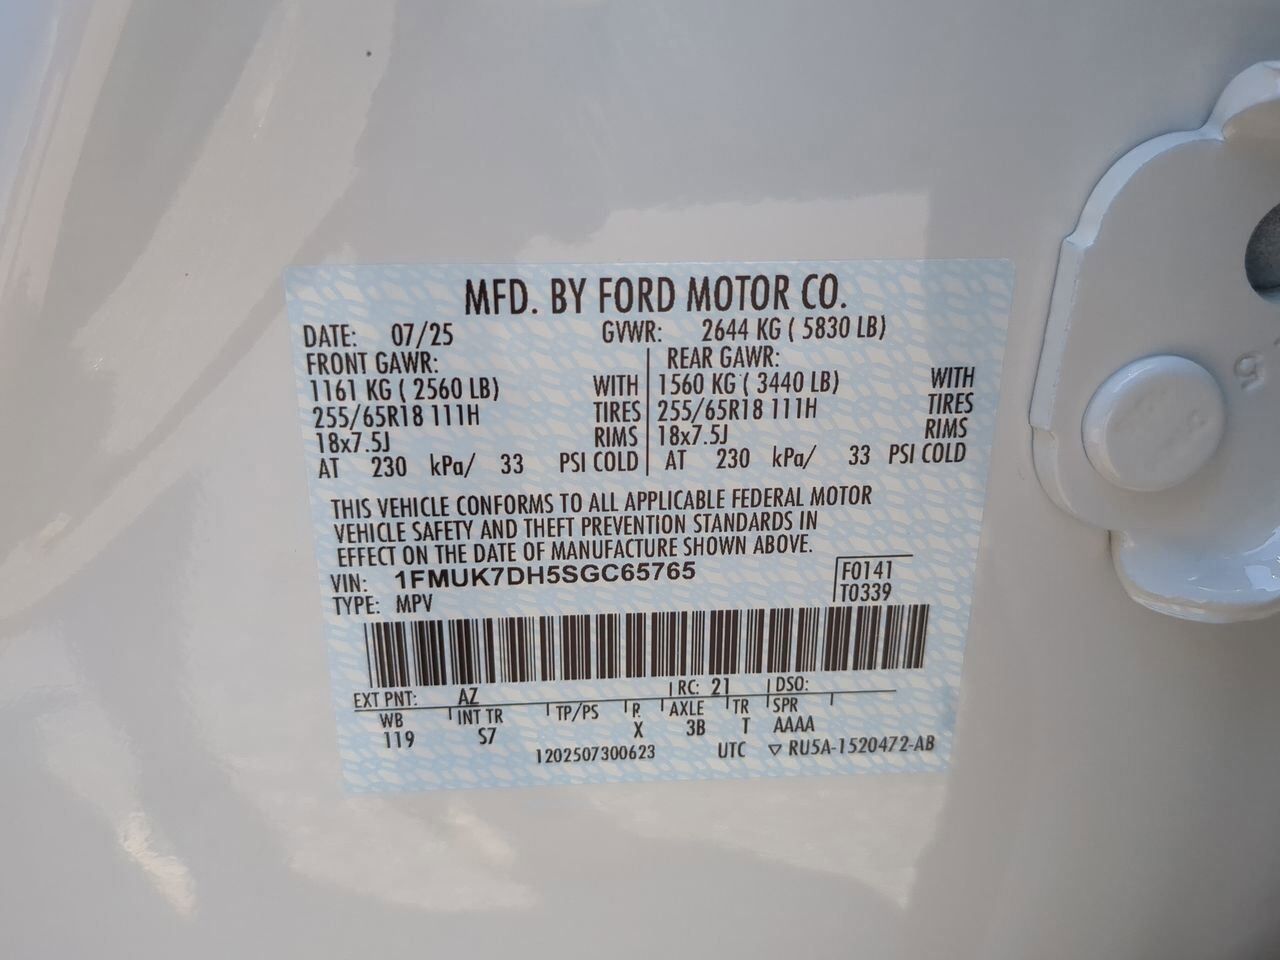 MFD. BY FORD MOTOR CO.
DATE: 07/25 GVWR: 2644 KG ( 5830 LB)
FRONT GAWR: REAR GAWR:
1161 KG ( 2560 LB) WITH 1560 KG ( 3440 LB) WITH
255/65R18 111H TIRES 255/65R18 111H TIRES
18x7.5J RIMS 18x7.5J RIMS
AT 230 kPa/ 33 PSI COLD AT 230 kPa/ 33 PSI COLD
THIS VEHICLE CONFORMS TO ALL APPLICABLE FEDERAL MOTOR
VEHICLE SAFETY AND THEFT PREVENTION STANDARDS IN
EFFECT ON THE DATE OF MANUFACTURE SHOWN ABOVE.
VIN: 1FMUK7DH5SGC65765 F0141
TYPE: MPV T0339
EXT PNT: AZ RC: 21 DSO:
WB INT TR TP/PS R AXLE TR SPR
119 S7 X 3B T AAAA
1202507300623 UTC ▽ RU5A-1520472-AB